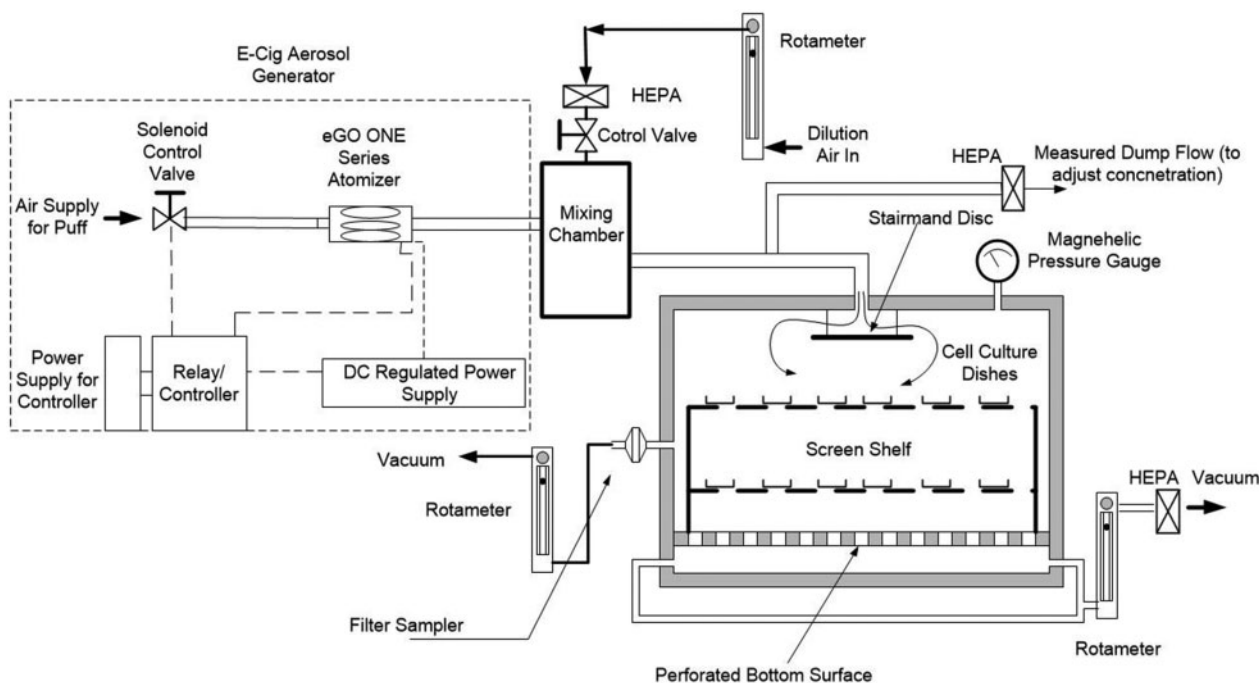 E-Cig Aerosol
Generator
Rotameter
HEPA
Cotrol Valve
Dilution
Air In
Solenoid
Control
Valve
eGO ONE
Series
Atomizer
Air Supply
for Puff
Mixing
Chamber
HEPA
Measured Dump Flow (to
adjust concnetration)
Stairmand Disc
Magnehelic
Pressure Gauge
Power
Supply for
Controller
Relay/
Controller
DC Regulated Power
Supply
Cell Culture
Dishes
Screen Shelf
Vacuum
Rotameter
HEPA
Vacuum
Filter Sampler
Rotameter
Perforated Bottom Surface